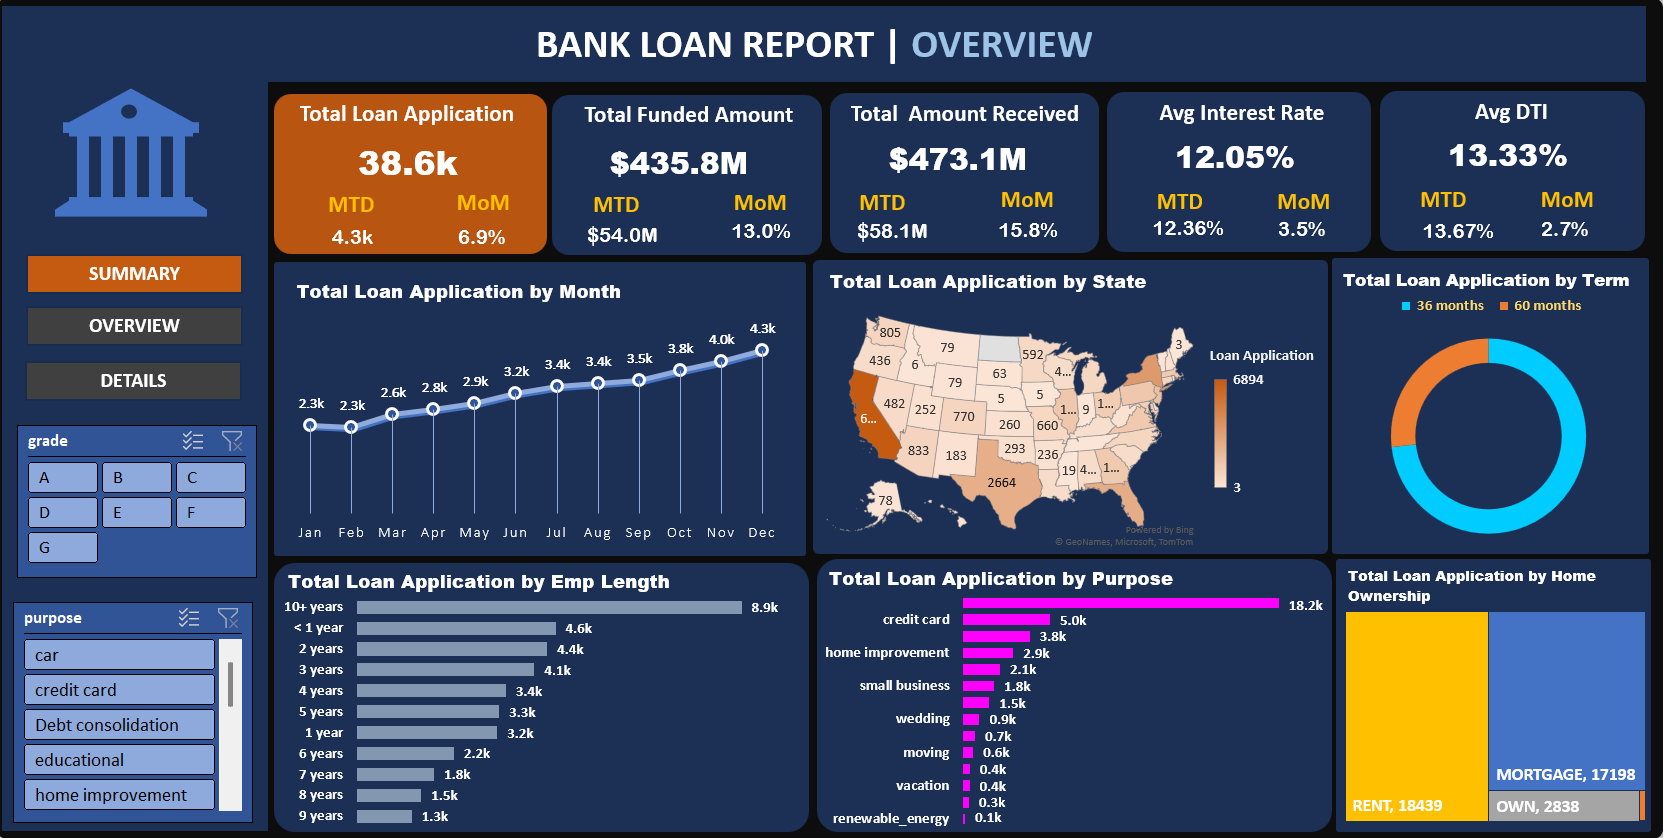 BANK LOAN REPORT | OVERVIEW
Total Loan Application
38.6k
MTD MoM
4.3k 6.9%
Total Funded Amount
$435.8M
MTD MoM
$54.0M 13.0%
Total Amount Received
$473.1M
MTD MoM
$58.1M 15.8%
Avg Interest Rate
12.05%
MTD MoM
12.36% 3.5%
Avg DTI
13.33%
MTD MoM
13.67% 2.7%
SUMMARY
OVERVIEW
DETAILS
grade
A B C
D E F
G
purpose
car
credit card
Debt consolidation
educational
home improvement
Total Loan Application by Month
2.3k 2.3k 2.6k 2.8k 2.9k 3.2k 3.4k 3.4k 3.5k 3.8k 4.0k 4.3k
Jan Feb Mar Apr May Jun Jul Aug Sep Oct Nov Dec
Total Loan Application by State
805
79
592
3
436
6
63
4...
79
5
5
482
252
770
1...
9
1...
6...
260
660
833
183
293
236
19
4...
1...
2664
78
Loan Application
6894
3
Powered by Bing
© GeoNames, Microsoft, TomTom
Total Loan Application by Term
36 months 60 months
Total Loan Application by Emp Length
10+ years 8.9k
< 1 year 4.6k
2 years 4.4k
3 years 4.1k
4 years 3.4k
5 years 3.3k
1 year 3.2k
6 years 2.2k
7 years 1.8k
8 years 1.5k
9 years 1.3k
Total Loan Application by Purpose
18.2k
credit card 5.0k
3.8k
home improvement 2.9k
2.1k
small business 1.8k
1.5k
wedding 0.9k
0.7k
moving 0.6k
0.4k
vacation 0.4k
0.3k
renewable_energy 0.1k
Total Loan Application by Home
Ownership
RENT, 18439
MORTGAGE, 17198
OWN, 2838